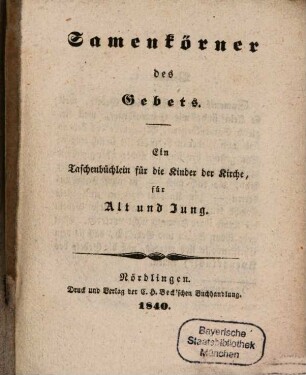 Samenkörner
des
Gebets.
Ein
Taschenbüchlein für die Kinder der Kirche,
für
Alt und Jung.
Nördlingen.
Druck und Verlag der C. H. Beck'schen Buchhandlung.
1840.
Bayerische
Staatsbibliothek
München